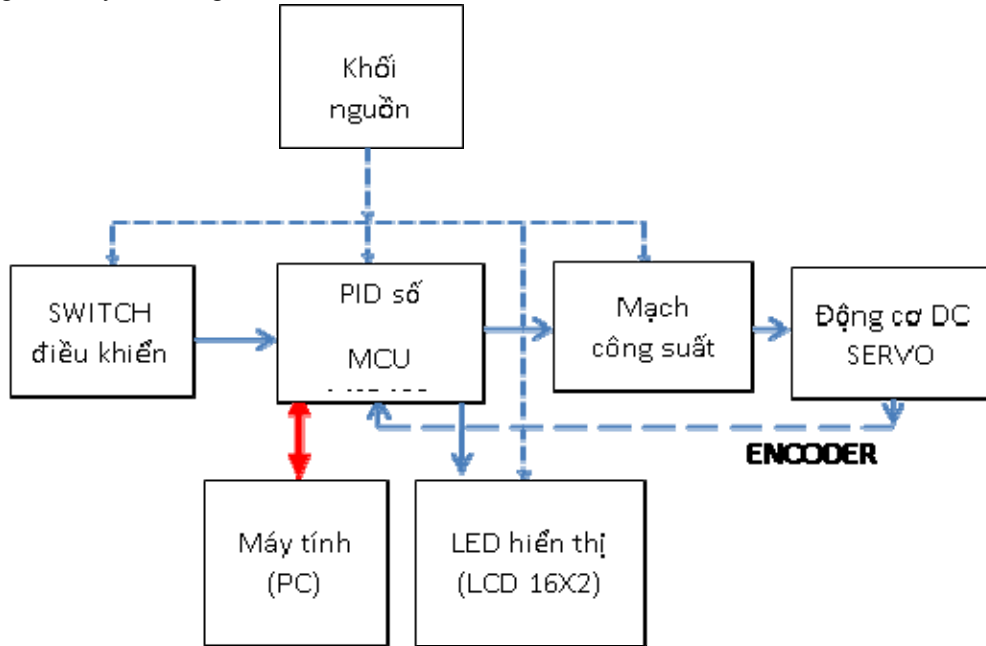 Khối
nguồn
SWITCH
điều khiển
PID số
MCU
Mạch
công suất
Động cơ DC
SERVO
ENCODER
Máy tính
(PC)
LED hiển thị
(LCD 16X2)